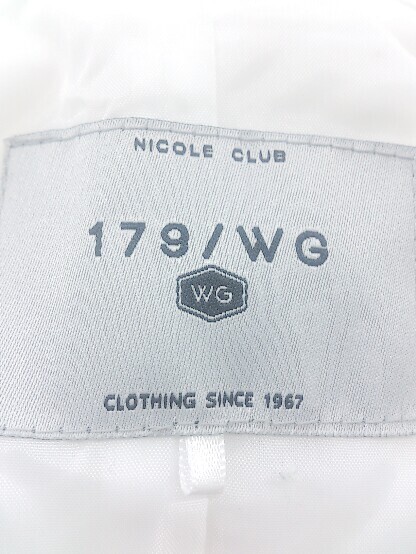 NICOLE CLUB
179/WG
WG
CLOTHING SINCE 1967